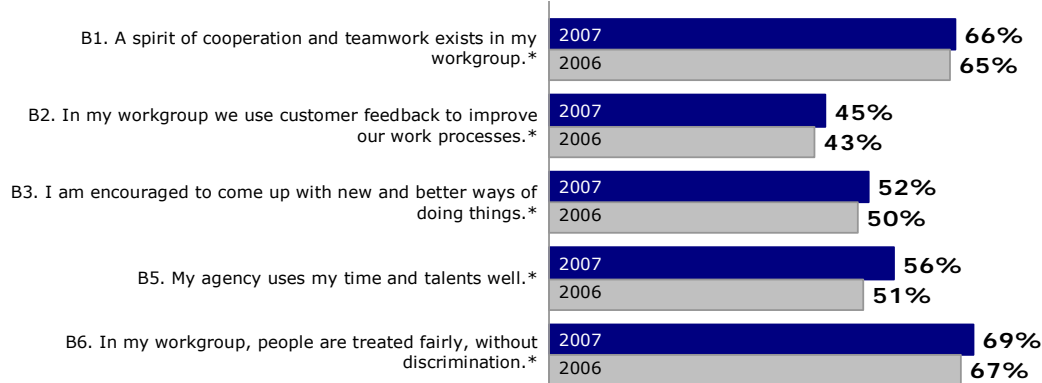 B1. A spirit of cooperation and teamwork exists in my
workgroup.*
2007
66%
2006
65%
B2. In my workgroup we use customer feedback to improve
our work processes.*
2007
45%
2006
43%
B3. I am encouraged to come up with new and better ways of
doing things.*
2007
52%
2006
50%
B5. My agency uses my time and talents well.*
2007
56%
2006
51%
B6. In my workgroup, people are treated fairly, without
discrimination.*
2007
69%
2006
67%